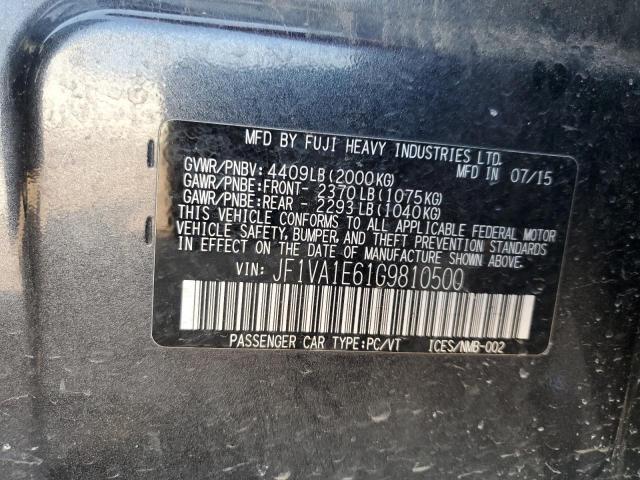 MFD BY FUJI HEAVY INDUSTRIES LTD.
GVWR/PNBV: 4409LB(2000KG) MFD IN 07/15
GAWR/PNBE:FRONT- 2370LB(1075KG)
GAWR/PNBE:REAR - 2293LB(1040KG)
THIS VEHICLE CONFORMS TO ALL APPLICABLE FEDERAL MOTOR
VEHICLE SAFETY, BUMPER, AND THEFT PREVENTION STANDARDS
IN EFFECT ON THE DATE OF MANUFACTURE SHOWN ABOVE.
VIN: JF1VA1E61G9810500
PASSENGER CAR TYPE:PC/VT ICES/NMB-002